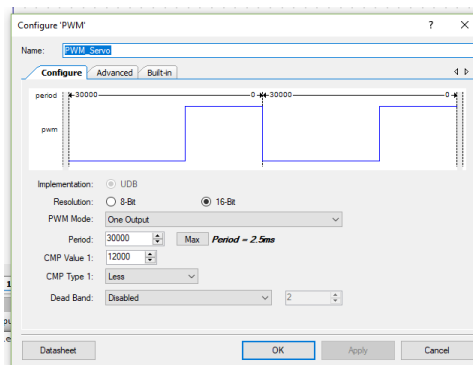 Configure 'PWM'
Name: PWM_Servo
Configure Advanced Built-in
period 30000 0 30000 0
pwm
Implementation: UDB
Resolution: 8-Bit 16-Bit
PWM Mode: One Output
Period: 30000 Max Period = 2.5ms
CMP Value 1: 12000
CMP Type 1: Less
Dead Band: Disabled 2
Datasheet OK Apply Cancel